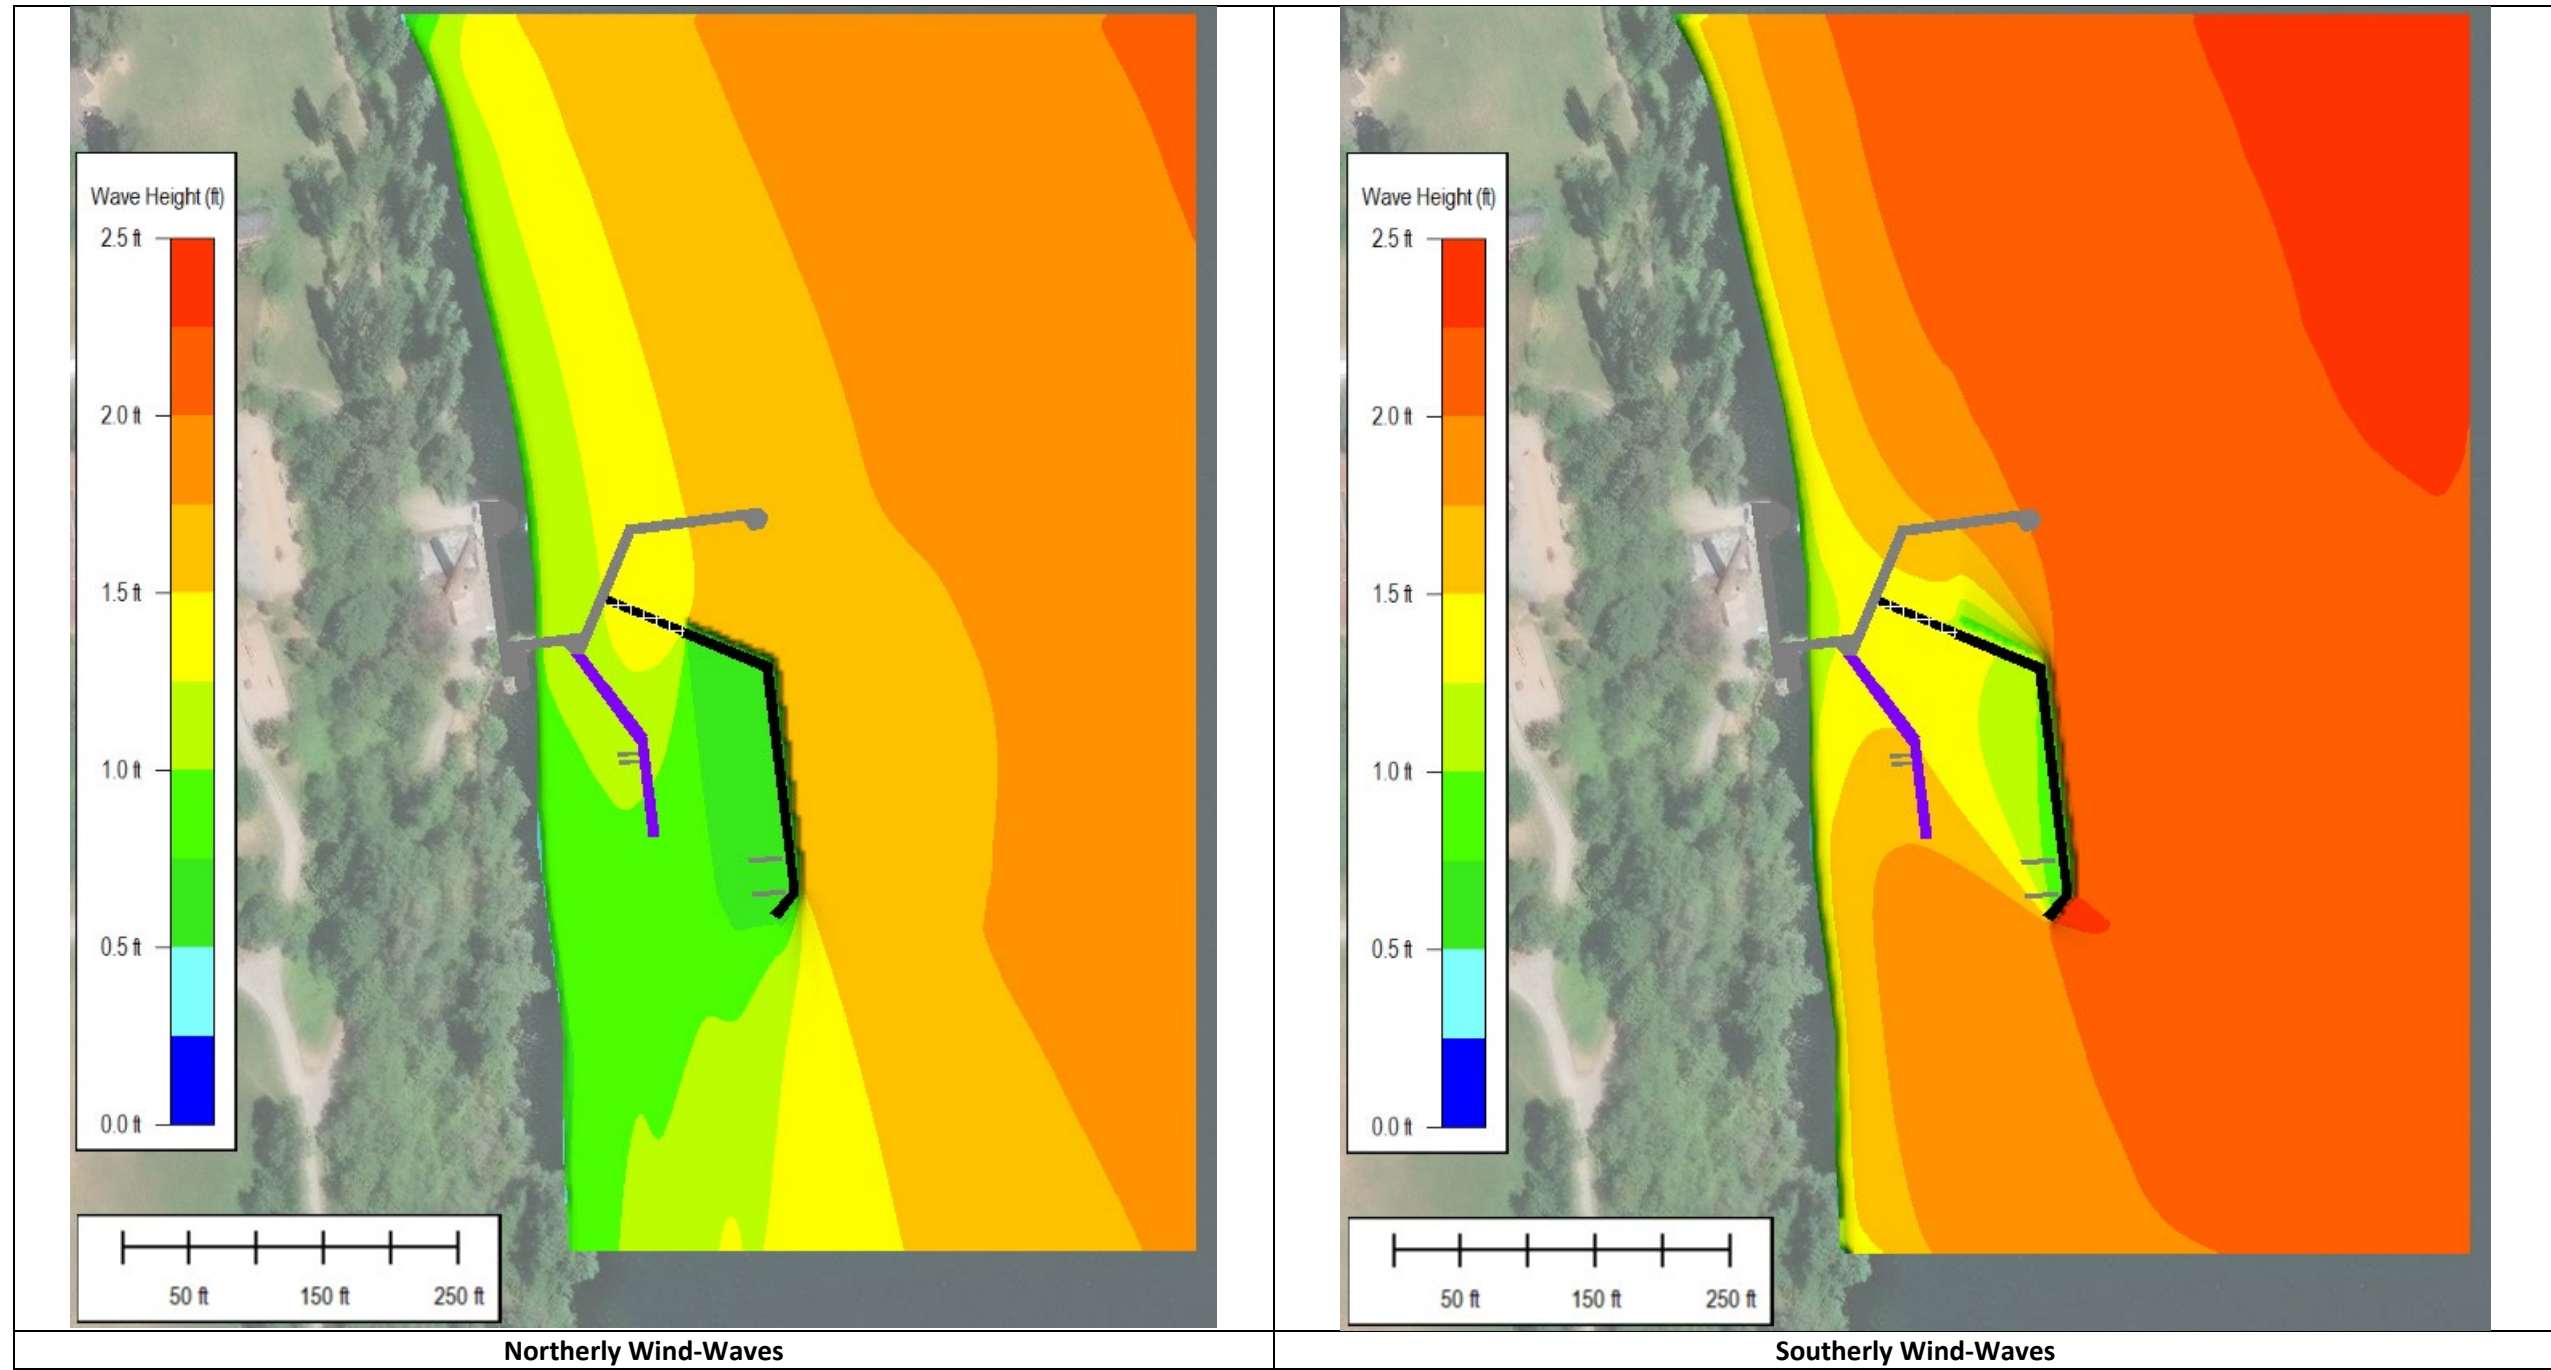 Wave Height (ft)
2.5 ft
2.0 ft
1.5 ft
1.0 ft
0.5 ft
0.0 ft
50 ft 150 ft 250 ft
Northerly Wind-Waves
Wave Height (ft)
2.5 ft
2.0 ft
1.5 ft
1.0 ft
0.5 ft
0.0 ft
50 ft 150 ft 250 ft
Southerly Wind-Waves